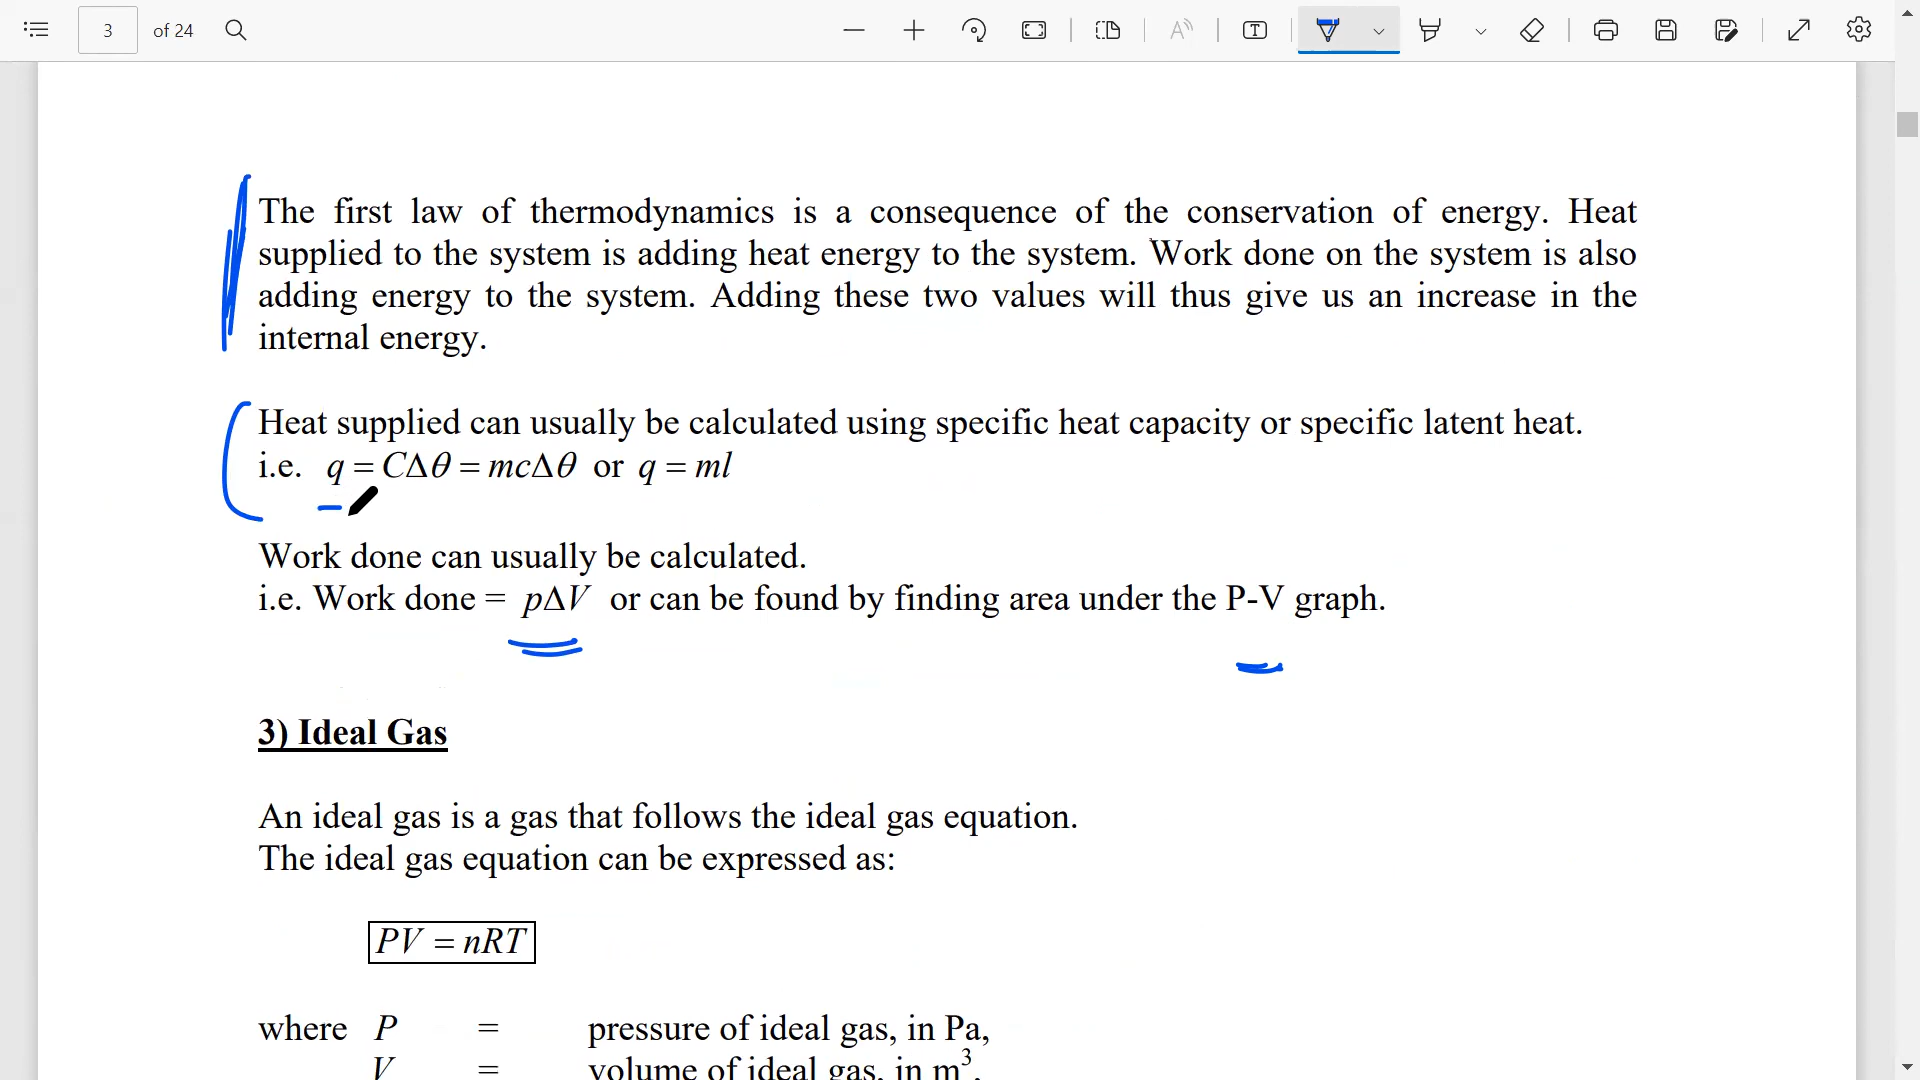 3 of 24
The first law of thermodynamics is a consequence of the conservation of energy. Heat
supplied to the system is adding heat energy to the system. Work done on the system is also
adding energy to the system. Adding these two values will thus give us an increase in the
internal energy.
Heat supplied can usually be calculated using specific heat capacity or specific latent heat.
i.e. q = CΔθ = mcΔθ or q = ml
Work done can usually be calculated.
i.e. Work done = pΔV or can be found by finding area under the P-V graph.
3) Ideal Gas
An ideal gas is a gas that follows the ideal gas equation.
The ideal gas equation can be expressed as:
PV = nRT
where P = pressure of ideal gas, in Pa,
V = volume of ideal gas, in m³,